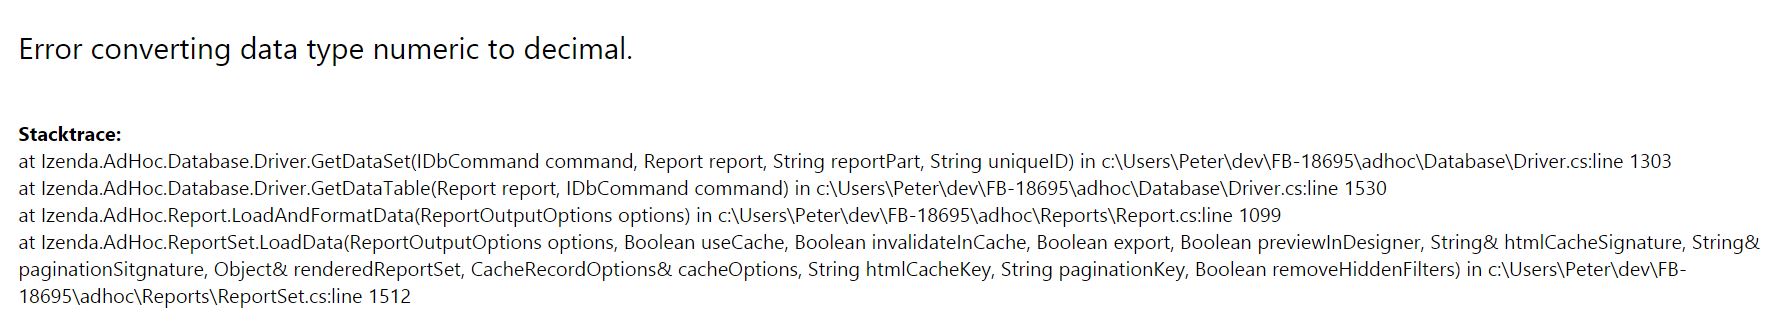 Error converting data type numeric to decimal.
Stacktrace:
at Izenda.AdHoc.Database.Driver.GetDataSet(IDbCommand command, Report report, String reportPart, String uniqueID) in c:\Users\Peter\dev\FB-18695\adhoc\Database\Driver.cs:line 1303
at Izenda.AdHoc.Database.Driver.GetDataTable(Report report, IDbCommand command) in c:\Users\Peter\dev\FB-18695\adhoc\Database\Driver.cs:line 1530
at Izenda.AdHoc.Report.LoadAndFormatData(ReportOutputOptions options) in c:\Users\Peter\dev\FB-18695\adhoc\Reports\Report.cs:line 1099
at Izenda.AdHoc.ReportSet.LoadData(ReportOutputOptions options, Boolean useCache, Boolean invalidateInCache, Boolean export, Boolean previewInDesigner, String& htmlCacheSignature, String&
paginationSitgnature, Object& renderedReportSet, CacheRecordOptions& cacheOptions, String htmlCacheKey, String paginationKey, Boolean removeHiddenFilters) in c:\Users\Peter\dev\FB-
18695\adhoc\Reports\ReportSet.cs:line 1512